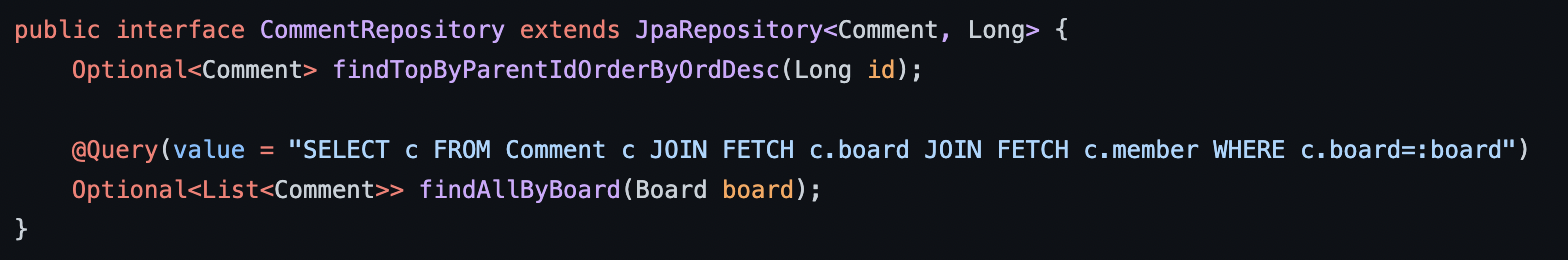 public interface CommentRepository extends JpaRepository<Comment, Long> {
    Optional<Comment> findTopByParentIdOrderByOrdDesc(Long id);

    @Query(value = "SELECT c FROM Comment c JOIN FETCH c.board JOIN FETCH c.member WHERE c.board=:board")
    Optional<List<Comment>> findAllByBoard(Board board);
}